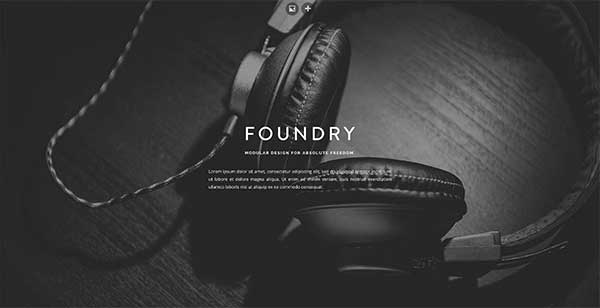 FOUNDRY
MODULAR DESIGN FOR ABSOLUTE FREEDOM
Lorem ipsum dolor sit amet, consectetur adipiscing elit, sed do eiusmod tempor incididunt
ut labore et dolore magna aliqua. Ut enim ad minim veniam, quis nostrud exercitation
ullamco laboris nisi ut aliquip ex ea commodo consequat.